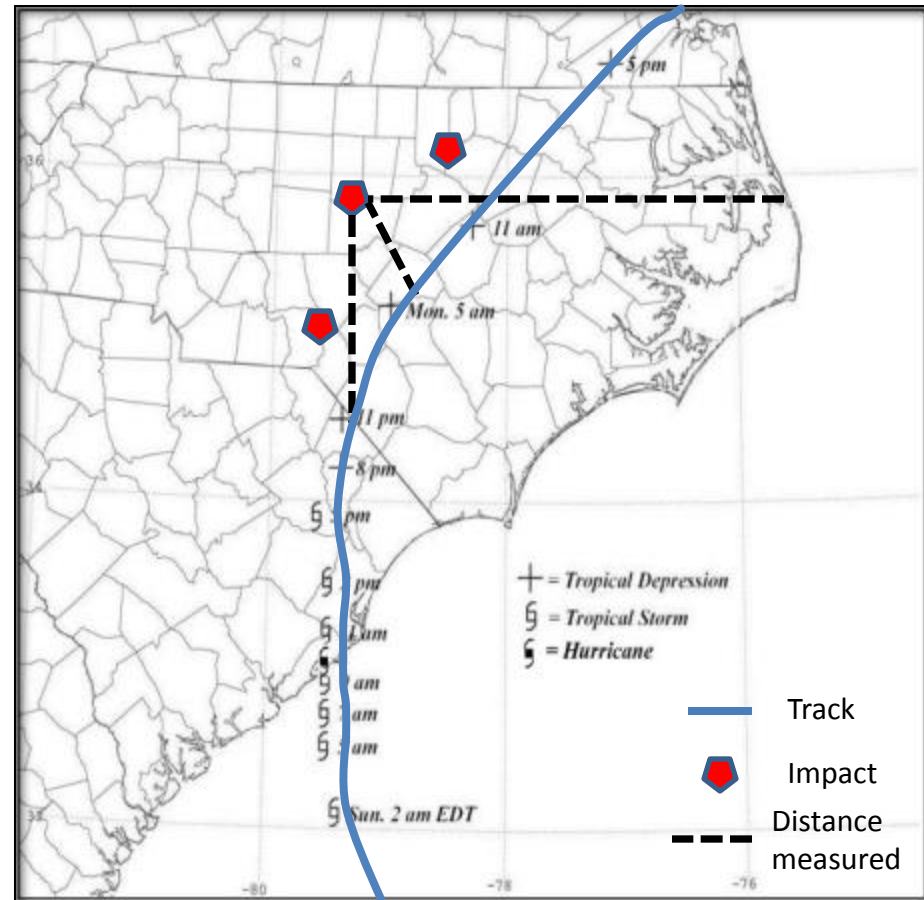 5 pm
36
11 am
Mon. 5 am
11 pm
8 pm
34
pm
pm
am
am
am
am
Sun. 2 am EDT
= Tropical Depression
= Tropical Storm
= Hurricane
Track
Impact
Distance
measured
-80
-78
-76